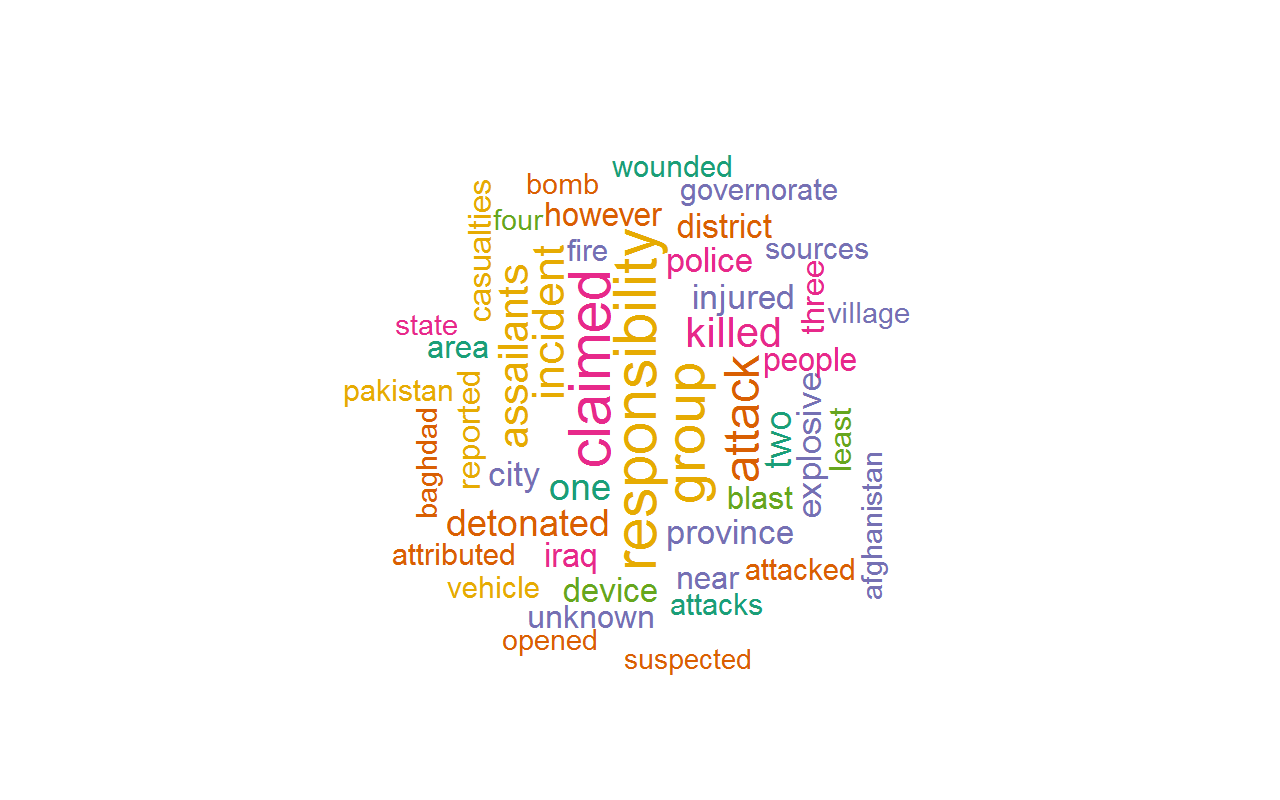 wounded
bomb
governorate
casualties
four
however
district
fire
sources
police
responsibility
incident
assailants
claimed
injured
three
village
state
killed
area
people
attack
group
pakistan
reported
explosive
baghdad
two
least
city
one
blast
afghanistan
detonated
province
attributed
iraq
near
attacked
vehicle
device
attacks
unknown
opened
suspected